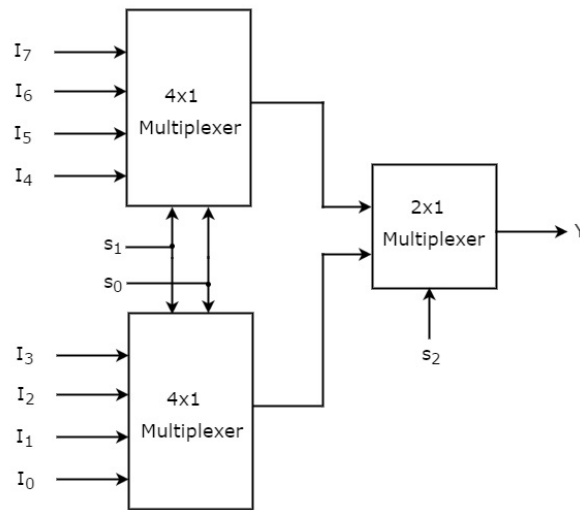 I₇
I₆
I₅
I₄
4x1
Multiplexer
s₁
s₀
I₃
I₂
I₁
I₀
4x1
Multiplexer
2x1
Multiplexer
s₂
Y